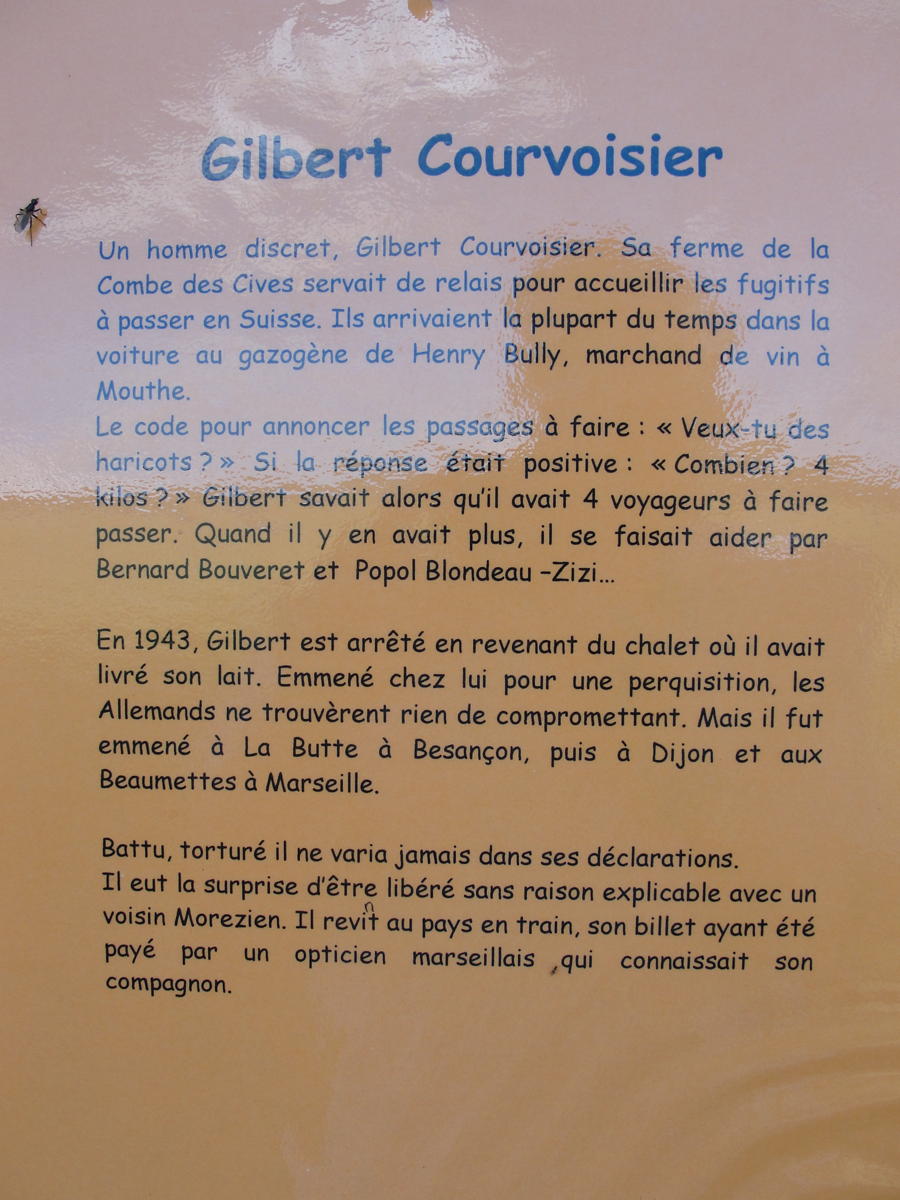 Gilbert Courvoisier
Un homme discret, Gilbert Courvoisier. Sa ferme de la
Combe des Cives servait de relais pour accueillir les fugitifs
à passer en Suisse. Ils arrivaient la plupart du temps dans la
voiture au gazogène de Henry Bully, marchand de vin à
Mouthe.
Le code pour annoncer les passages à faire : « Veux-tu des
haricots ? » Si la réponse était positive : « Combien ? 4
kilos ? » Gilbert savait alors qu'il avait 4 voyageurs à faire
passer. Quand il y en avait plus, il se faisait aider par
Bernard Bouveret et Popol Blondeau –Zizi…
En 1943, Gilbert est arrêté en revenant du chalet où il avait
livré son lait. Emmené chez lui pour une perquisition, les
Allemands ne trouvèrent rien de compromettant. Mais il fut
emmené à La Butte à Besançon, puis à Dijon et aux
Beaumettes à Marseille.
Battu, torturé il ne varia jamais dans ses déclarations.
Il eut la surprise d'être libéré sans raison explicable avec un
voisin Morezien. Il revint au pays en train, son billet ayant été
payé par un opticien marseillais ,qui connaissait son
compagnon.